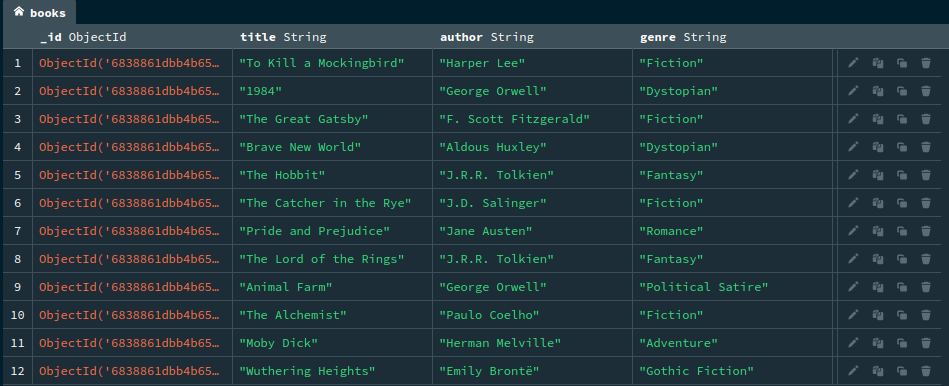 books
_id ObjectId title String author String genre String
1 ObjectId('6838861dbb4b65… "To Kill a Mockingbird" "Harper Lee" "Fiction"
2 ObjectId('6838861dbb4b65… "1984" "George Orwell" "Dystopian"
3 ObjectId('6838861dbb4b65… "The Great Gatsby" "F. Scott Fitzgerald" "Fiction"
4 ObjectId('6838861dbb4b65… "Brave New World" "Aldous Huxley" "Dystopian"
5 ObjectId('6838861dbb4b65… "The Hobbit" "J.R.R. Tolkien" "Fantasy"
6 ObjectId('6838861dbb4b65… "The Catcher in the Rye" "J.D. Salinger" "Fiction"
7 ObjectId('6838861dbb4b65… "Pride and Prejudice" "Jane Austen" "Romance"
8 ObjectId('6838861dbb4b65… "The Lord of the Rings" "J.R.R. Tolkien" "Fantasy"
9 ObjectId('6838861dbb4b65… "Animal Farm" "George Orwell" "Political Satire"
10 ObjectId('6838861dbb4b65… "The Alchemist" "Paulo Coelho" "Fiction"
11 ObjectId('6838861dbb4b65… "Moby Dick" "Herman Melville" "Adventure"
12 ObjectId('6838861dbb4b65… "Wuthering Heights" "Emily Brontë" "Gothic Fiction"